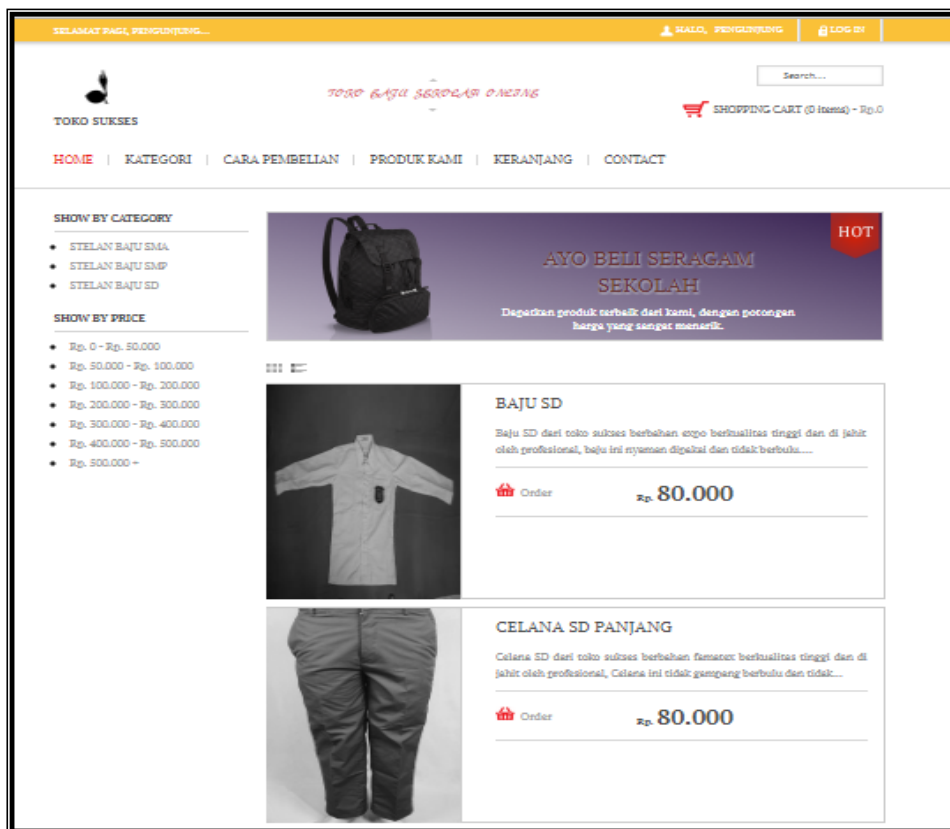 SELAMAT PAGI, PENGUNJUNG...
HALO, PENGUNJUNG
LOG IN
TOKO BAJU SEKOLAH ONLINE
Search....
SHOPPING CART (0 items) - Rp.0
TOKO SUKSES
HOME | KATEGORI | CARA PEMBELIAN | PRODUK KAMI | KERANJANG | CONTACT
SHOW BY CATEGORY
STELAN BAJU SMA
STELAN BAJU SMP
STELAN BAJU SD
SHOW BY PRICE
Rp. 0 - Rp. 50.000
Rp. 50.000 - Rp. 100.000
Rp. 100.000 - Rp. 200.000
Rp. 200.000 - Rp. 300.000
Rp. 300.000 - Rp. 400.000
Rp. 400.000 - Rp. 500.000
Rp. 500.000 +
HOT
AYO BELI SERAGAM
SEKOLAH
Dapatkan produk terbaik dari kami, dengan potongan
harga yang sangat menarik.
BAJU SD
Baju SD dari toko sukses berbahan expo berkualitas tinggi dan di jahit
oleh profesional, baju ini nyaman dipakai dan tidak berbulu....
Order
Rp. 80.000
CELANA SD PANJANG
Celana SD dari toko sukses berbahan famatex berkualitas tinggi dan di
jahit oleh profesional, Celana ini tidak gampang berbulu dan tidak...
Order
Rp. 80.000